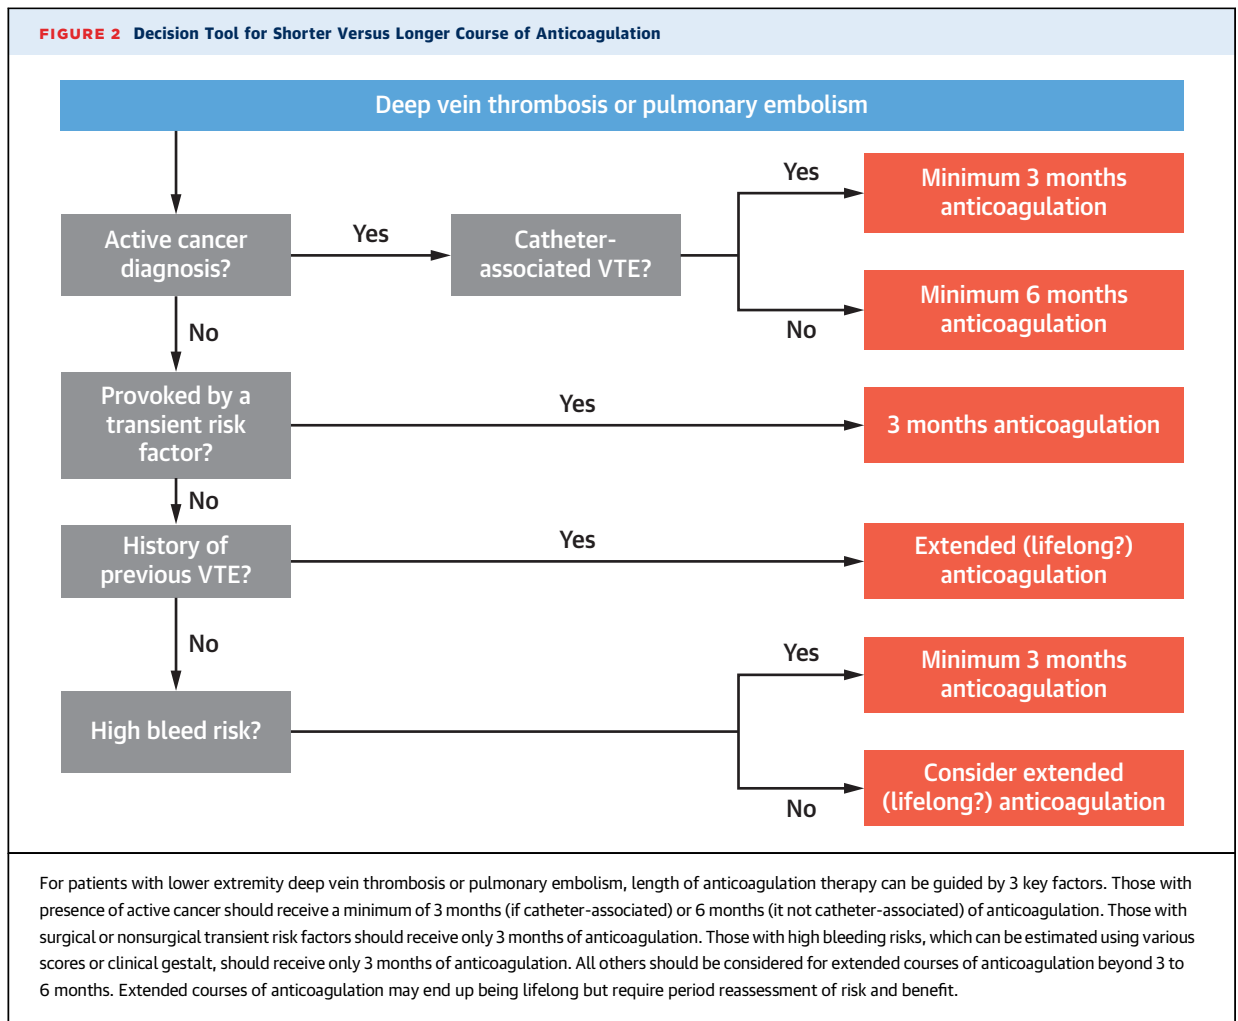 FIGURE 2 Decision Tool for Shorter Versus Longer Course of Anticoagulation
Deep vein thrombosis or pulmonary embolism
Active cancer
diagnosis?
Yes
Catheter-
associated VTE?
Yes
Minimum 3 months
anticoagulation
No
Minimum 6 months
anticoagulation
No
Provoked by a
transient risk
factor?
Yes
3 months anticoagulation
No
History of
previous VTE?
Yes
Extended (lifelong?)
anticoagulation
No
High bleed risk?
Yes
Minimum 3 months
anticoagulation
No
Consider extended
(lifelong?) anticoagulation
For patients with lower extremity deep vein thrombosis or pulmonary embolism, length of anticoagulation therapy can be guided by 3 key factors. Those with
presence of active cancer should receive a minimum of 3 months (if catheter-associated) or 6 months (it not catheter-associated) of anticoagulation. Those with
surgical or nonsurgical transient risk factors should receive only 3 months of anticoagulation. Those with high bleeding risks, which can be estimated using various
scores or clinical gestalt, should receive only 3 months of anticoagulation. All others should be considered for extended courses of anticoagulation beyond 3 to
6 months. Extended courses of anticoagulation may end up being lifelong but require period reassessment of risk and benefit.